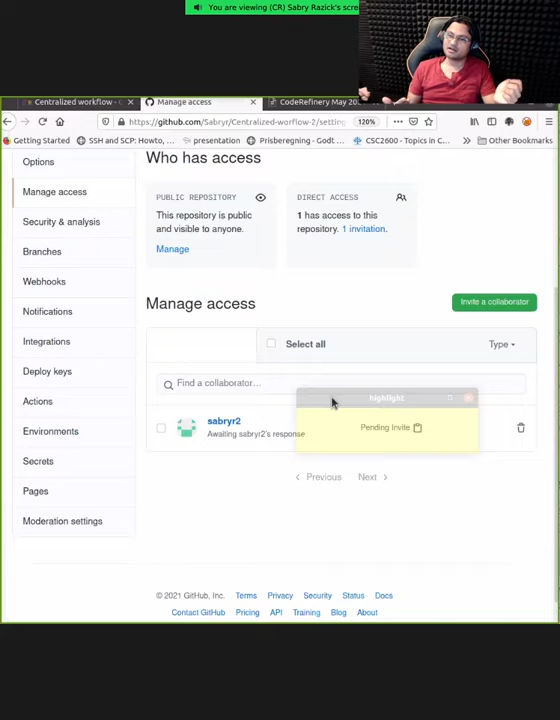 You are viewing (CR) Sabry Razick's scre
Centralized workflow - C
Manage access
CodeRefinery May 20
https://github.com/Sabryr/Centralized-workflow-2/setting
120%
Getting Started
SSH and SCP: Howto, ...
Prisberegning - Godt ...
CSC2600 - Topics in C...
Other Bookmarks
Options
Manage access
Security & analysis
Branches
Webhooks
Notifications
Integrations
Deploy keys
Actions
Environments
Secrets
Pages
Moderation settings
Who has access
PUBLIC REPOSITORY
This repository is public
and visible to anyone.
Manage
DIRECT ACCESS
1 has access to this
repository. 1 invitation.
Manage access
Invite a collaborator
Select all
Type
Find a collaborator...
highlight
sabryr2
Awaiting sabryr2's response
Pending Invite
Previous
Next
© 2021 GitHub, Inc.
Terms
Privacy
Security
Status
Docs
Contact GitHub
Pricing
API
Training
Blog
About